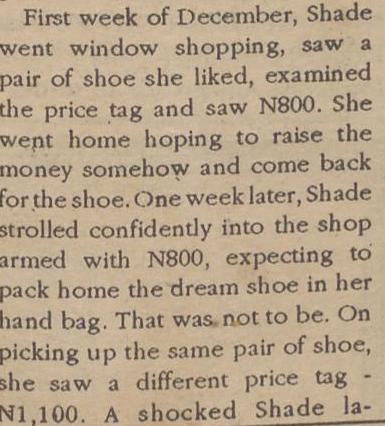 First week of December, Shade
went window shopping, saw a
pair of shoe she liked, examined
the price tag and saw N800. She
went home hoping to raise the
money somehow and come back
for the shoe. One week later, Shade
strolled confidently into the shop
armed with N800, expecting to
pack home the dream shoe in her
hand bag. That was not to be. On
picking up the same pair of shoe,
she saw a different price tag -
₦1,100. A shocked Shade la-